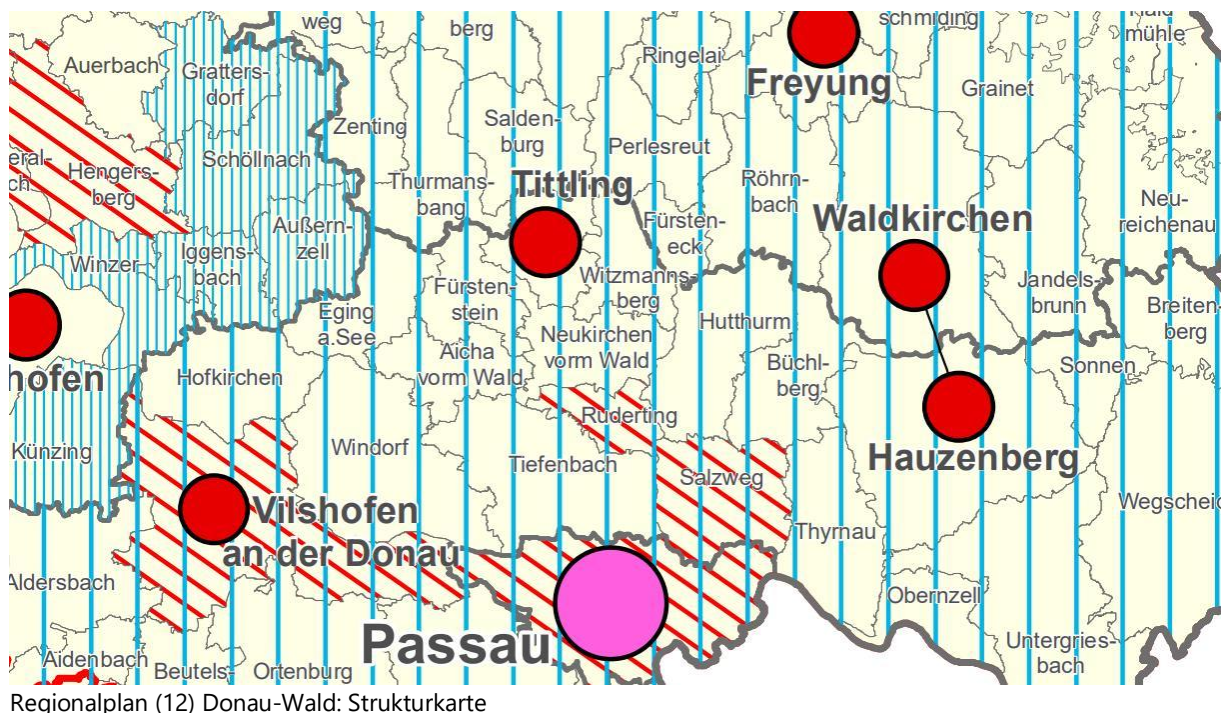 weg
berg
schmiding
mühle
Auerbach
Gratters-
dorf
Ringelai
Freyung
Grainet
Zenting
Salden-
burg
Perlesreut
Schöllnach
Hengers-
berg
Thurmans-
bang
Tittling
Röhrn-
bach
Neu-
reichenau
Waldkirchen
Außern-
zell
Fürsten-
eck
Iggens-
bach
Winzer
Witzmanns-
berg
Fürsten-
stein
Jandels-
brunn
Breiten-
berg
Eging
a.See
Hutthurm
Neukirchen
vorm Wald
Aicha
vorm Wald
Büchl-
berg
Sonnen
hofen
Hofkirchen
Ruderting
Künzing
Windorf
Tiefenbach
Salzweg
Hauzenberg
Wegscheid
Vilshofen
an der Donau
Thyrnau
Aldersbach
Obernzell
Passau
Untergries-
bach
Aidenbach
Beutels-
Ortenburg
Regionalplan (12) Donau-Wald: Strukturkarte